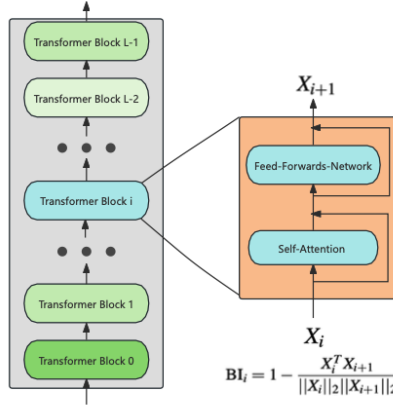 Transformer Block L-1
Transformer Block L-2
Transformer Block i
Transformer Block 1
Transformer Block 0
X_{i+1}
Feed-Forwards-Network
Self-Attention
X_i
BI_i = 1 - \frac{X_i^T X_{i+1}}{||X_i||_2 ||X_{i+1}||_2}